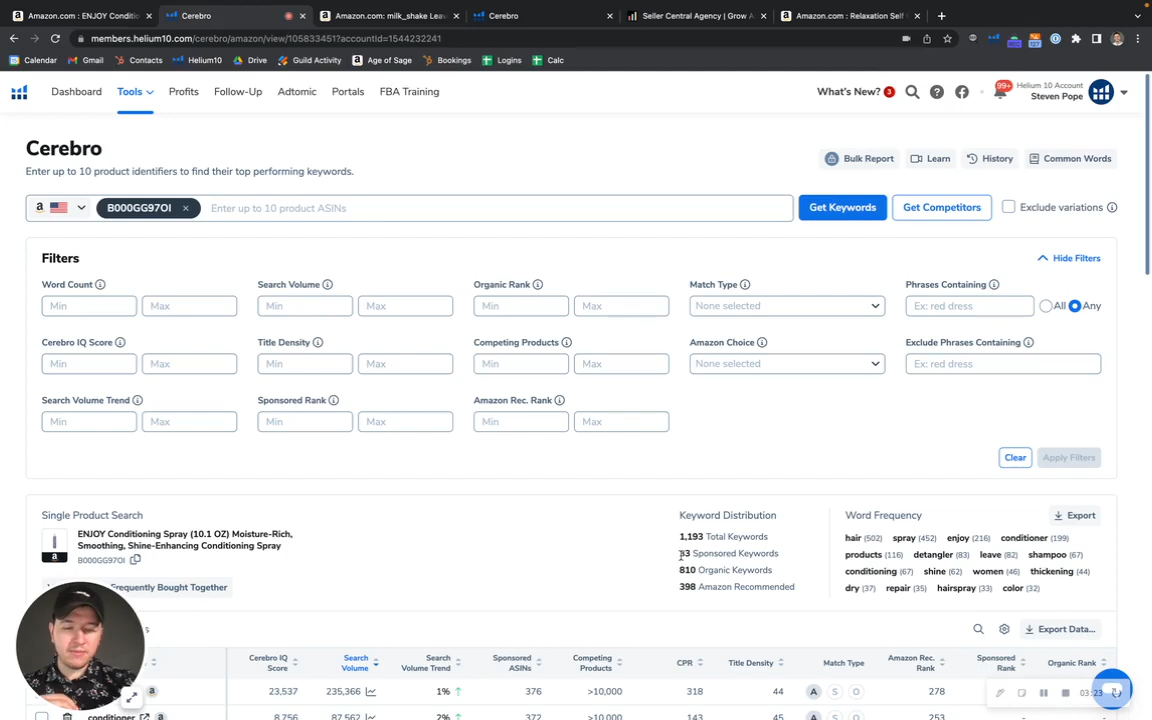 Amazon.com : ENJOY Conditi
Cerebro
Amazon.com: milk_shake Lea
Cerebro
Seller Central Agency | Grow A
Amazon.com : Relaxation Self
members.helium10.com/cerebro/amazon/view/105833451?accountId=1544232241
Calendar Gmail Contacts Helium10 Drive Guild Activity Age of Sage Bookings Logins Calc
Dashboard Tools Profits Follow-Up Adtomic Portals FBA Training What's New? 3 99+ Helium 10 Account
Steven Pope
Cerebro
Enter up to 10 product identifiers to find their top performing keywords.
Bulk Report Learn History Common Words
B000GG97OI × Enter up to 10 product ASINs Get Keywords Get Competitors Exclude variations
Filters Hide Filters
Word Count Search Volume Organic Rank Match Type Phrases Containing
Min Max Min Max Min Max None selected Ex: red dress All Any
Cerebro IQ Score Title Density Competing Products Amazon Choice Exclude Phrases Containing
Min Max Min Max Min Max None selected Ex: red dress
Search Volume Trend Sponsored Rank Amazon Rec. Rank
Min Max Min Max Min Max
Clear Apply Filters
Single Product Search
ENJOY Conditioning Spray (10.1 OZ) Moisture-Rich,
Smoothing, Shine-Enhancing Conditioning Spray
B000GG97OI
Frequently Bought Together
Keyword Distribution
1,193 Total Keywords
Sponsored Keywords
810 Organic Keywords
398 Amazon Recommended
Word Frequency Export
hair (502) spray (452) enjoy (216) conditioner (199)
products (116) detangler (83) leave (82) shampoo (67)
conditioning (67) shine (62) women (46) thickening (44)
dry (37) repair (35) hairspray (33) color (32)
Export Data...
Cerebro IQ Score Search Volume Search Volume Trend Sponsored ASINs Competing Products CPR Title Density Match Type Amazon Rec. Rank Sponsored Rank Organic Rank
23,537 235,366 1% 376 >10,000 318 44 A S O 278
03:23
conditioner 8,756 87,562 2% 372 >10,000 143 45 A S O 253